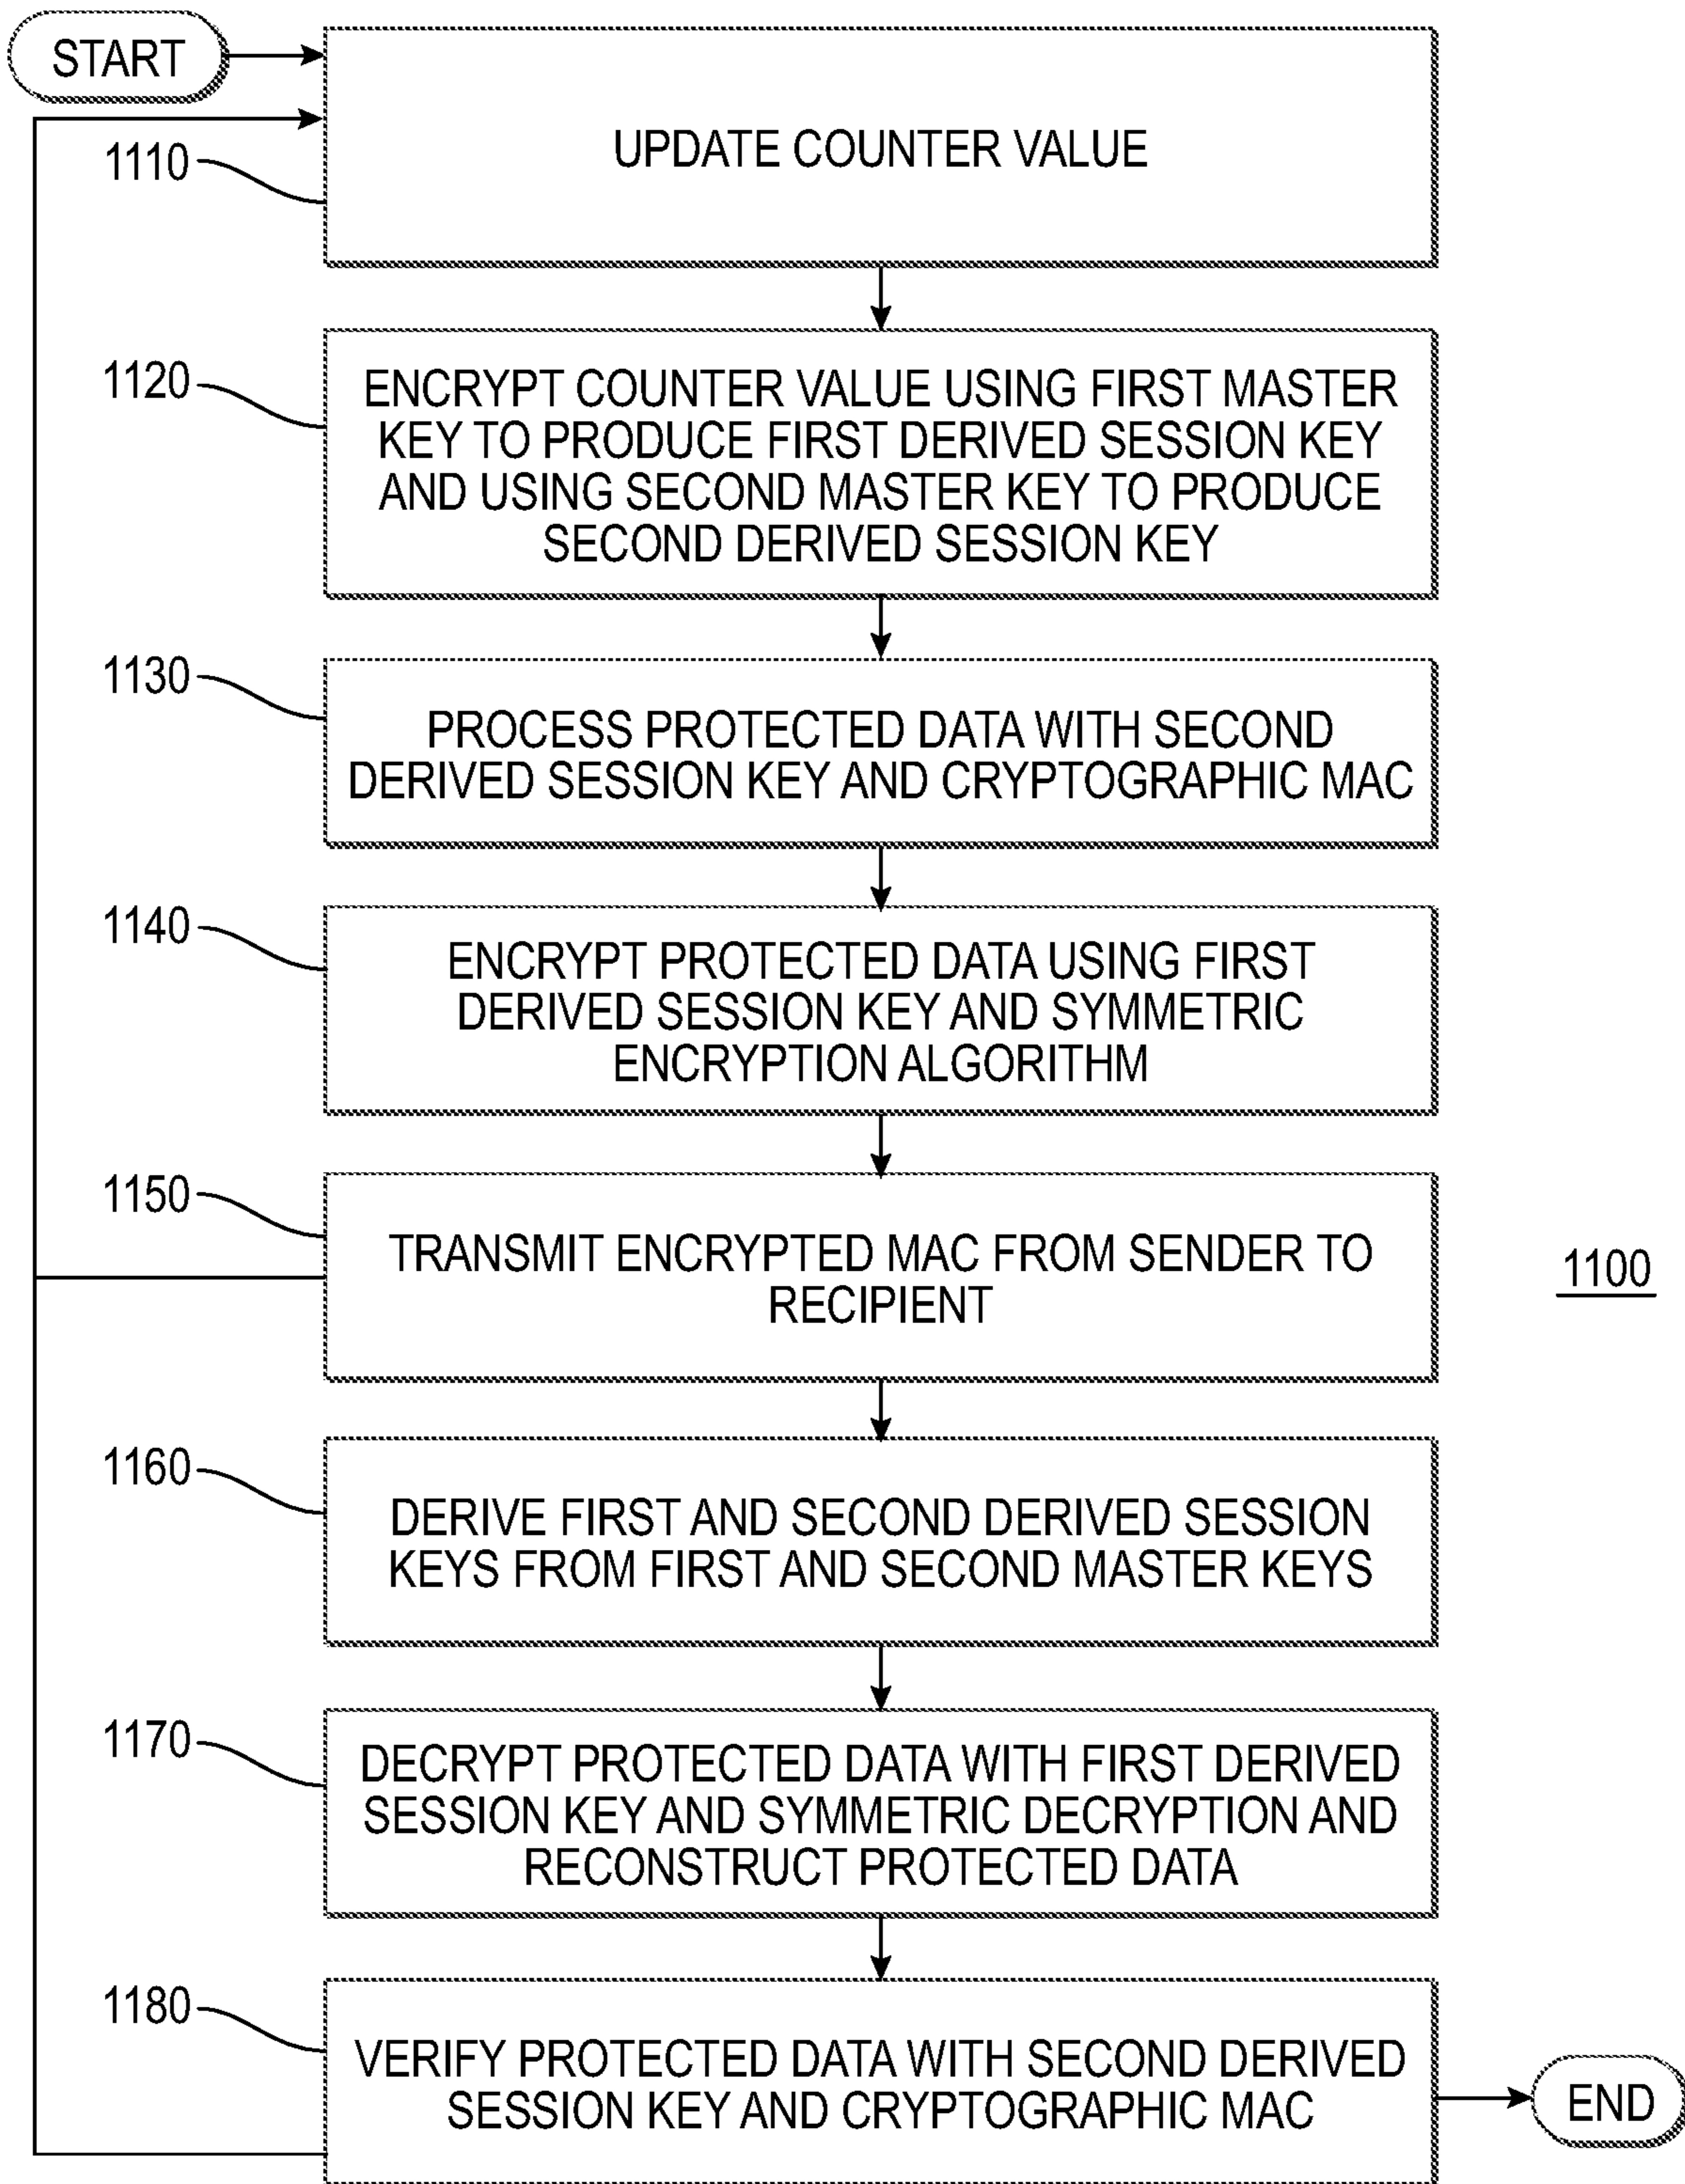 START
UPDATE COUNTER VALUE
1110
1120
ENCRYPT COUNTER VALUE USING FIRST MASTER
KEY TO PRODUCE FIRST DERIVED SESSION KEY
AND USING SECOND MASTER KEY TO PRODUCE
SECOND DERIVED SESSION KEY
1130
PROCESS PROTECTED DATA WITH SECOND
DERIVED SESSION KEY AND CRYPTOGRAPHIC MAC
1140
ENCRYPT PROTECTED DATA USING FIRST
DERIVED SESSION KEY AND SYMMETRIC
ENCRYPTION ALGORITHM
1150
TRANSMIT ENCRYPTED MAC FROM SENDER TO
RECIPIENT
1100
1160
DERIVE FIRST AND SECOND DERIVED SESSION
KEYS FROM FIRST AND SECOND MASTER KEYS
1170
DECRYPT PROTECTED DATA WITH FIRST DERIVED
SESSION KEY AND SYMMETRIC DECRYPTION AND
RECONSTRUCT PROTECTED DATA
1180
VERIFY PROTECTED DATA WITH SECOND DERIVED
SESSION KEY AND CRYPTOGRAPHIC MAC
END